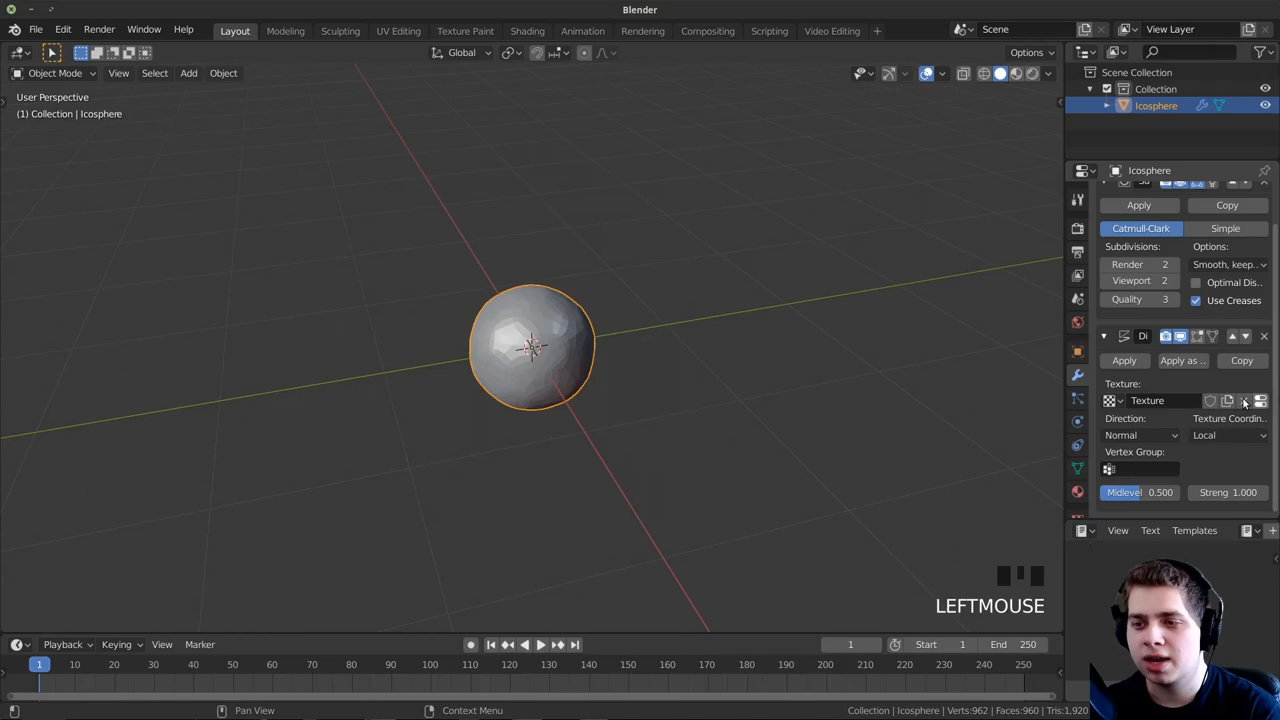 Blender
File Edit Render Window Help Layout Modeling Sculpting UV Editing Texture Paint Shading Animation Rendering Compositing Scripting Video Editing + Scene View Layer
Global Options
Object Mode View Select Add Object
Scene Collection
Collection
Icosphere
User Perspective
(1) Collection | Icosphere
Icosphere
Apply Copy
Catmull-Clark Simple
Subdivisions: Options:
Render 2 Smooth, keep..
Viewport 2 Optimal Dis..
Quality 3 Use Creases
Di
Apply Apply as .. Copy
Texture:
Texture
Direction: Texture Coordin..
Normal Local
Vertex Group:
Midlevel 0.500 Streng 1.000
View Text Templates
LEFTMOUSE
Playback Keying View Marker 1 Start 1 End 250
1 10 20 30 40 50 60 70 80 90 100 110 120 130 140 150 160 170 180 190 200 210 220 230 240 250
Pan View Context Menu Collection | Icosphere | Verts:962 | Faces:960 | Tris:1,920